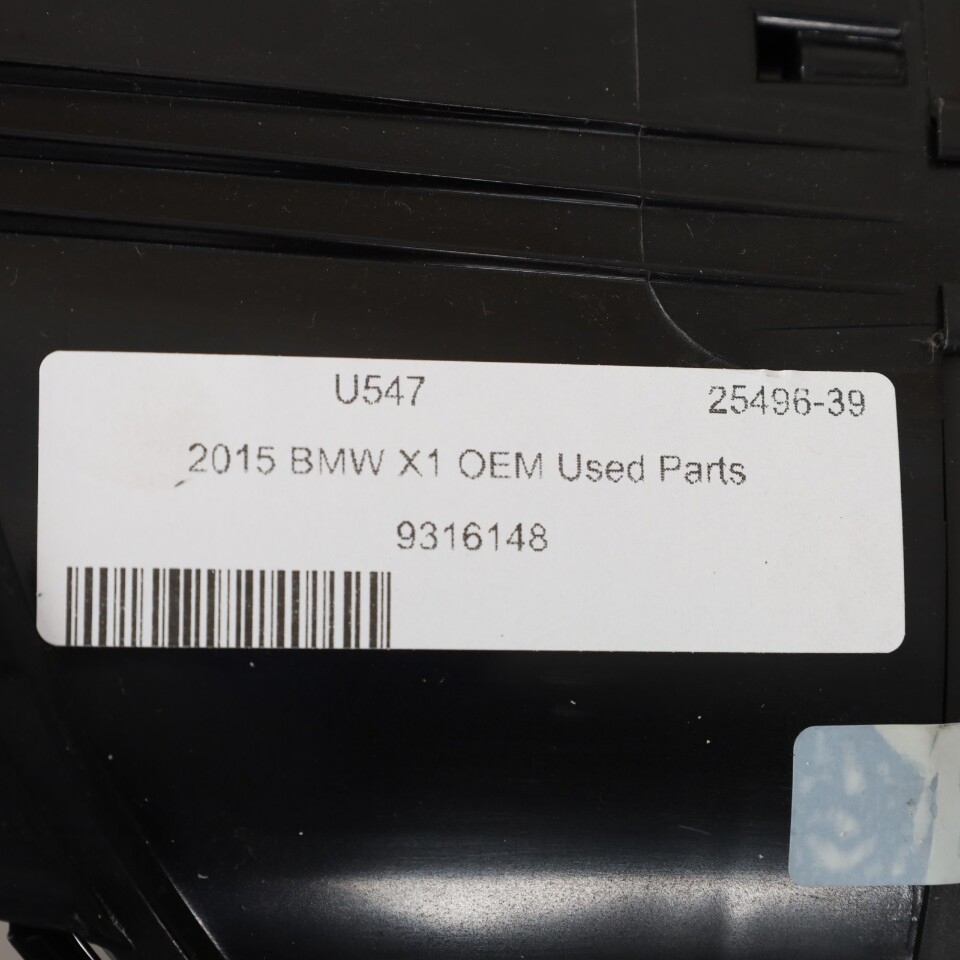 U547 25496-39
2015 BMW X1 OEM Used Parts
9316148